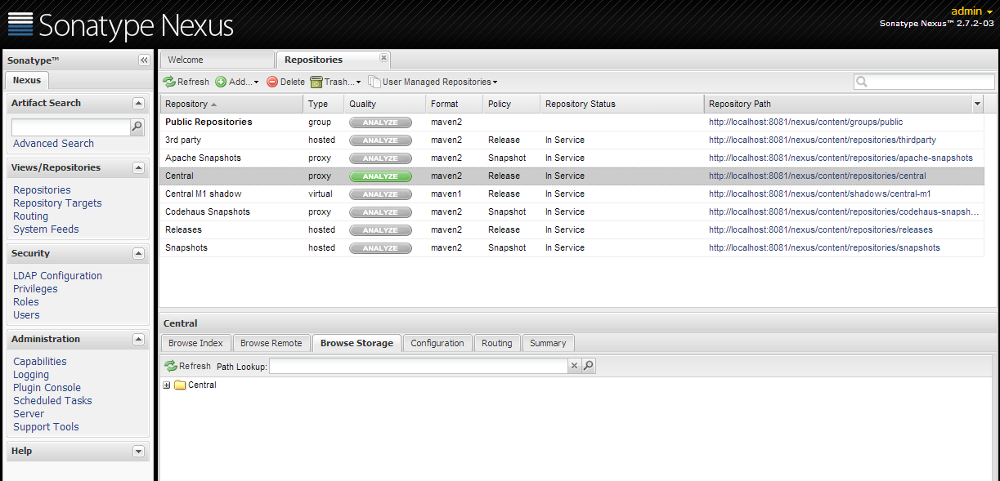 Sonatype Nexus
admin
Sonatype Nexus™ 2.7.2-03
Sonatype™
Nexus
Artifact Search
Advanced Search
Views/Repositories
Repositories
Repository Targets
Routing
System Feeds
Security
LDAP Configuration
Privileges
Roles
Users
Administration
Capabilities
Logging
Plugin Console
Scheduled Tasks
Server
Support Tools
Help
Welcome Repositories
Refresh Add... Delete Trash... User Managed Repositories
Repository Type Quality Format Policy Repository Status Repository Path
Public Repositories group ANALYZE maven2 http://localhost:8081/nexus/content/groups/public
3rd party hosted ANALYZE maven2 Release In Service http://localhost:8081/nexus/content/repositories/thirdparty
Apache Snapshots proxy ANALYZE maven2 Snapshot In Service http://localhost:8081/nexus/content/repositories/apache-snapshots
Central proxy ANALYZE maven2 Release In Service http://localhost:8081/nexus/content/repositories/central
Central M1 shadow virtual ANALYZE maven1 Release In Service http://localhost:8081/nexus/content/shadows/central-m1
Codehaus Snapshots proxy ANALYZE maven2 Snapshot In Service http://localhost:8081/nexus/content/repositories/codehaus-snapsh...
Releases hosted ANALYZE maven2 Release In Service http://localhost:8081/nexus/content/repositories/releases
Snapshots hosted ANALYZE maven2 Snapshot In Service http://localhost:8081/nexus/content/repositories/snapshots
Central
Browse Index Browse Remote Browse Storage Configuration Routing Summary
Refresh Path Lookup:
Central